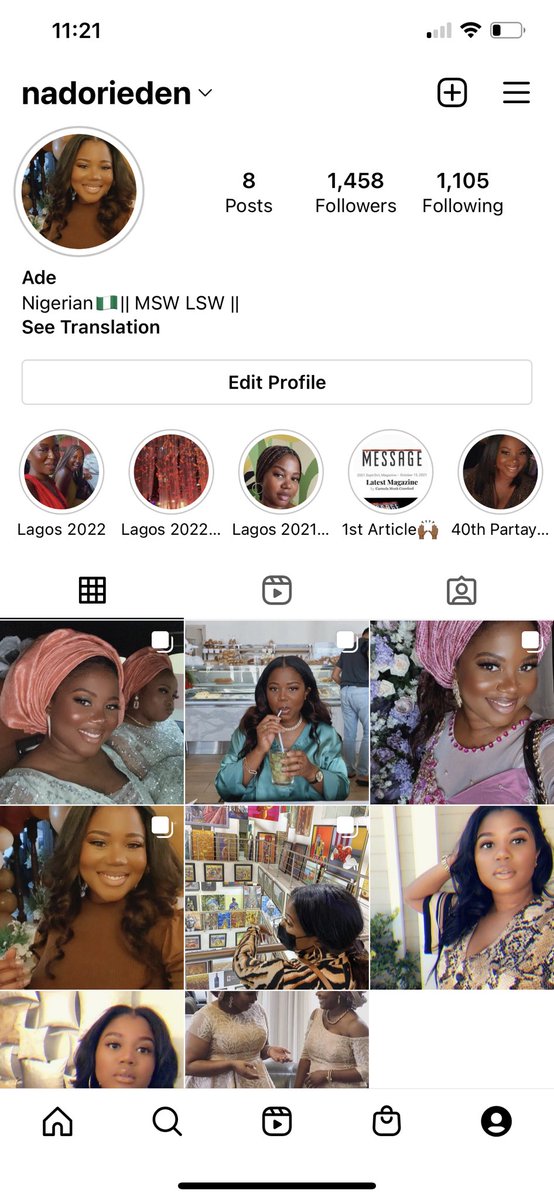 11:21
nadorieden
8 1,458 1,105
Posts Followers Following
Ade
Nigerian🇳🇬|| MSW LSW ||
See Translation
Edit Profile
MESSAGE
Latest Magazine
Lagos 2022 Lagos 2022... Lagos 2021... 1st Article🙌🏾 40th Partay...